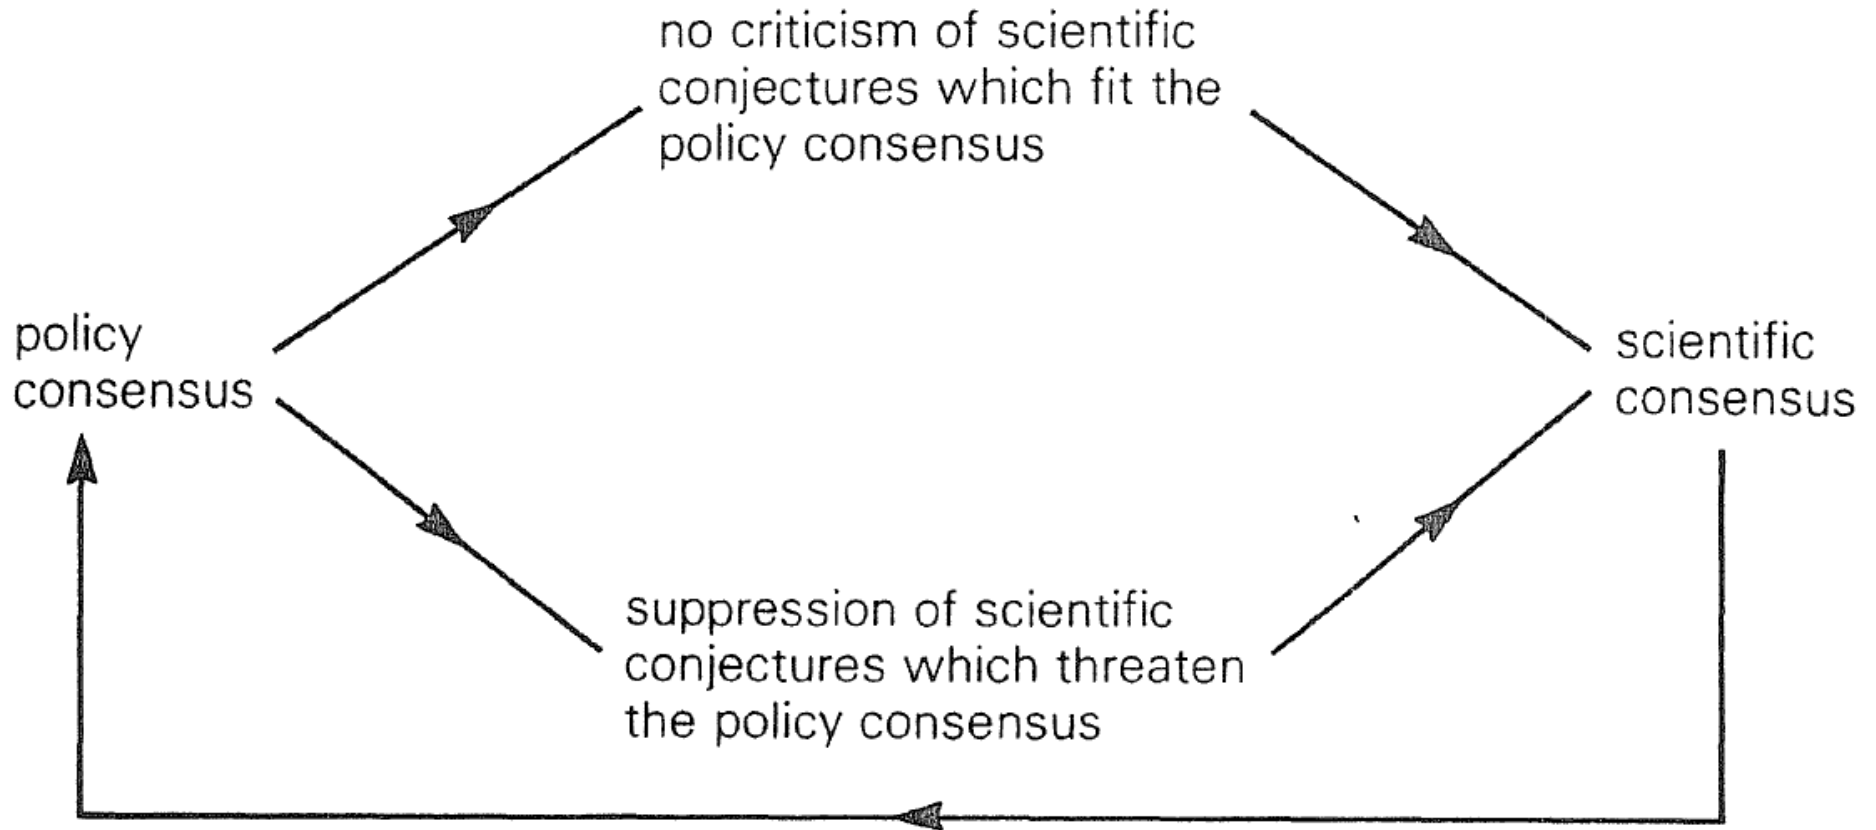 no criticism of scientific
conjectures which fit the
policy consensus
policy
consensus
scientific
consensus
suppression of scientific
conjectures which threaten
the policy consensus